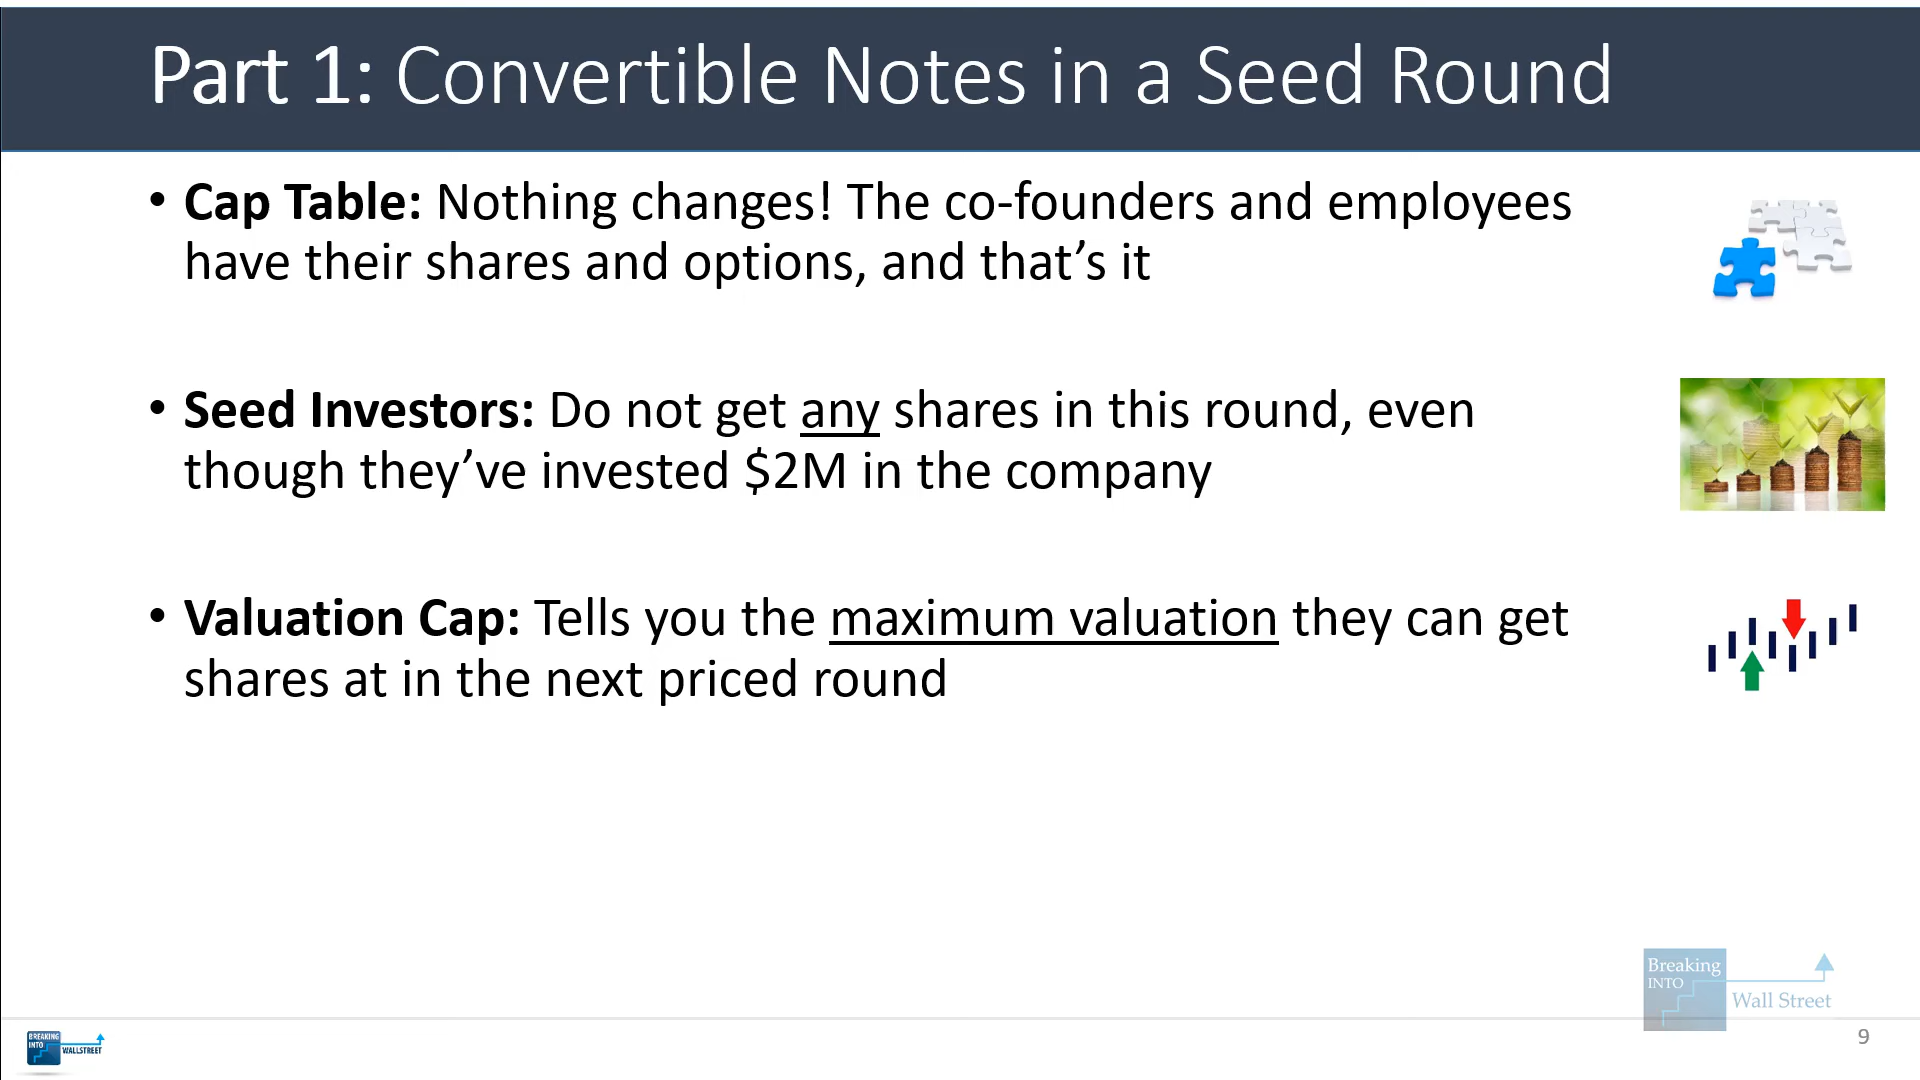 Part 1: Convertible Notes in a Seed Round
• Cap Table: Nothing changes! The co-founders and employees
have their shares and options, and that’s it
• Seed Investors: Do not get any shares in this round, even
though they’ve invested $2M in the company
• Valuation Cap: Tells you the maximum valuation they can get
shares at in the next priced round
Breaking
INTO
Wall Street
BREAKING
INTO
WALLSTREET
9